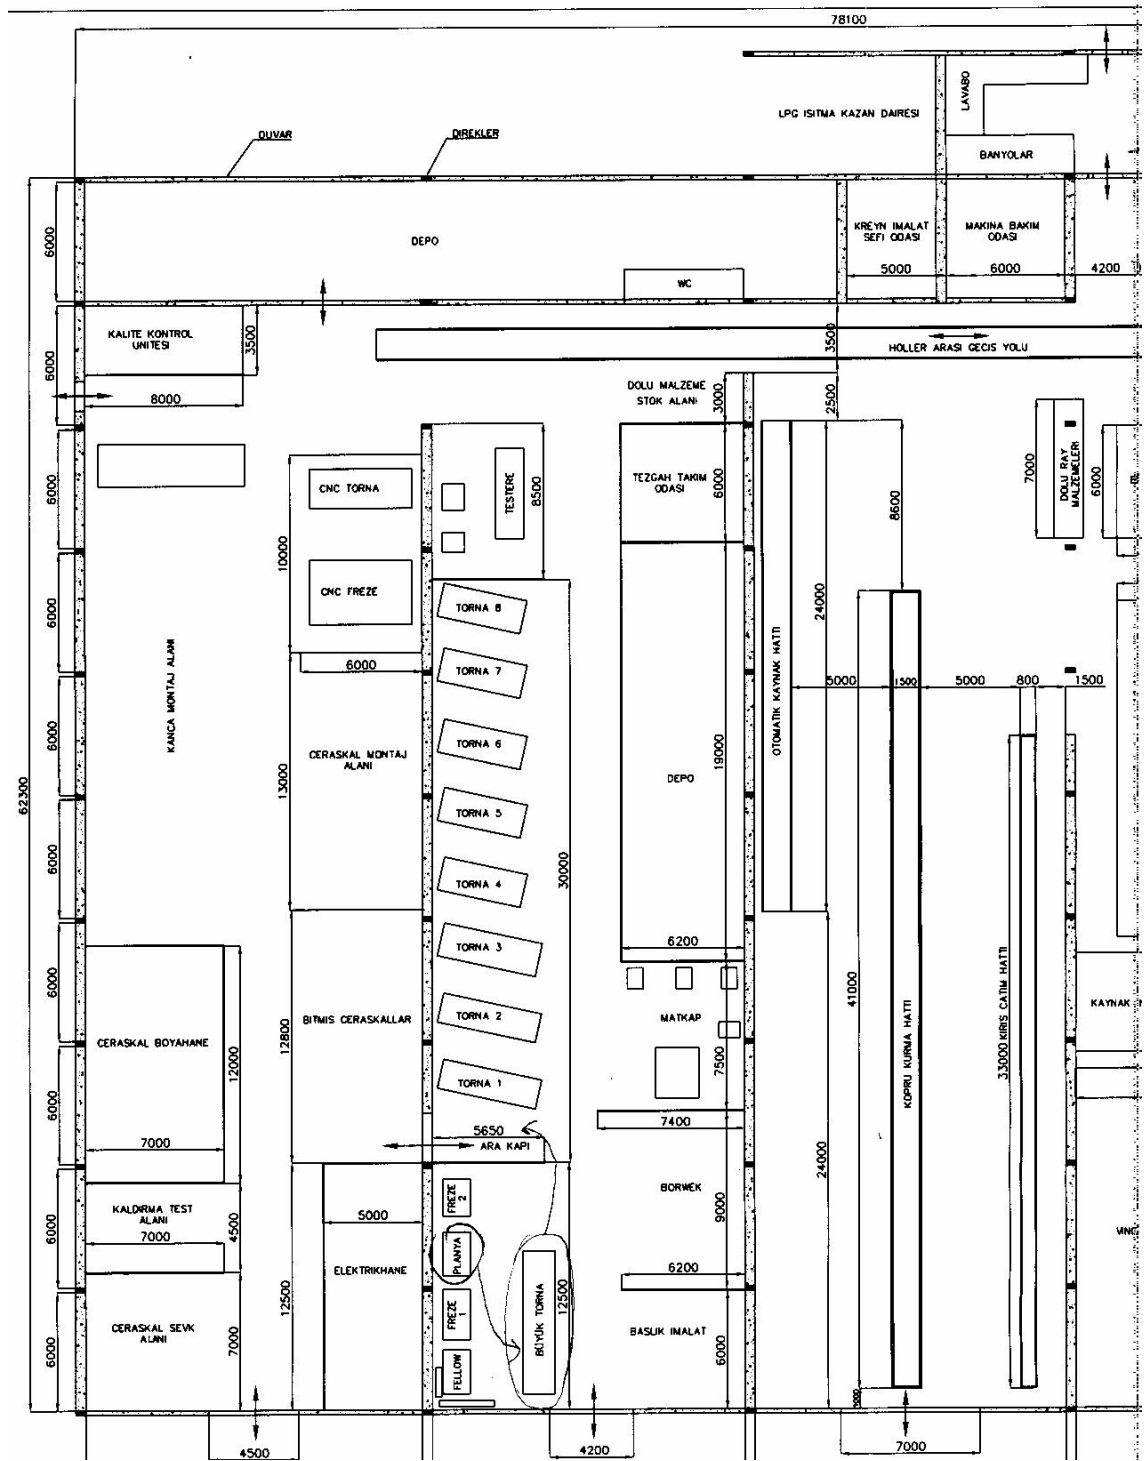 78100
LPG ISITMA KAZAN DAIRESI
LAVABO
DUVAR
DIREKLER
BANYOLAR
6000
DEPO
KREYN IMALAT
SEFI ODASI
MAKINA BAKIM
ODASI
5000
6000
4200
WC
KALITE KONTROL
UNITESI
3500
8000
6000
3500
HOLLER ARASI GECIS YOLU
DOLU MALZEME
STOK ALANI
3000
2500
6000
CNC TORNA
TESTERE
8500
TEZGAH TAKIM
ODASI
6000
8600
7000
DOLU RAY
MALZEMELERI
6000
10000
CNC FREZE
6000
TORNA 8
24000
6000
TORNA 7
KANCA MONTAJ ALANI
OTOMATIK KAYNAK HATTI
5000
1500
5000
800
1500
6000
CERASKAL MONTAJ
ALANI
13000
TORNA 6
19000
DEPO
62300
6000
TORNA 5
30000
TORNA 4
6200
6000
TORNA 3
CERASKAL BOYAHANE
12000
BITMIS CERASKALLAR
12800
TORNA 2
MATKAP
7500
41000
KOPRU KURMA HATTI
33000 KIRIS CATIM HATTI
KAYNAK
6000
TORNA 1
7000
5650
ARA KAPI
7400
24000
KALDIRMA TEST
ALANI
4500
7000
6000
5000
ELEKTRIKHANE
12500
FREZE
2
PLANYA
FREZE
1
FELLOW
BÜYÜK TORNA
12500
BORWEK
9000
6200
BASLIK IMALAT
6000
CERASKAL SEVK
ALANI
7000
6000
4500
4200
7000